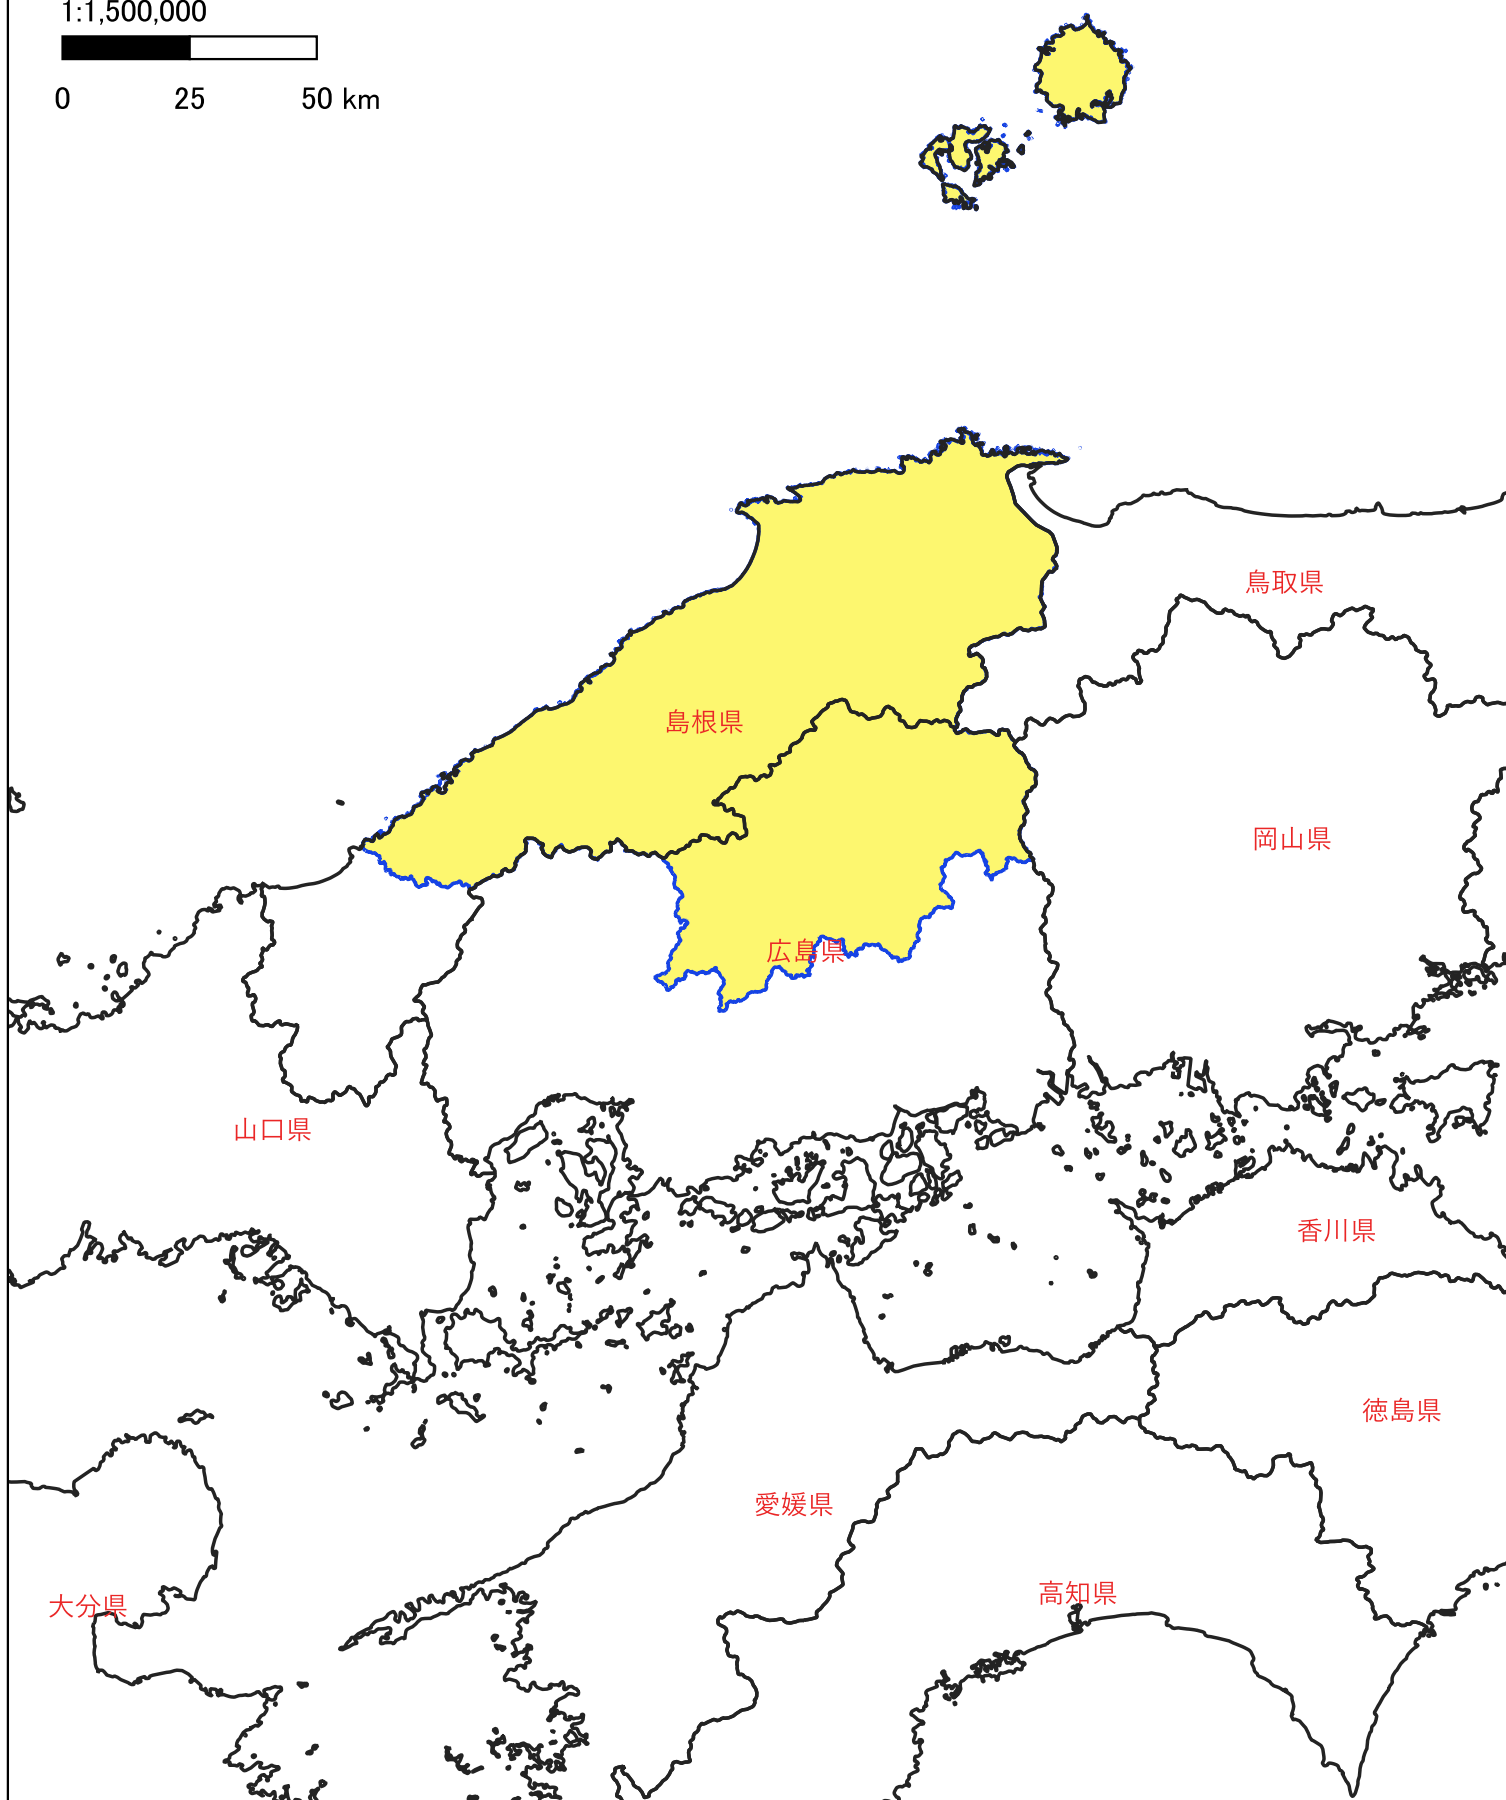 1:1,500,000
0 25 50 km
鳥取県
島根県
岡山県
広島県
山口県
香川県
徳島県
愛媛県
高知県
大分県